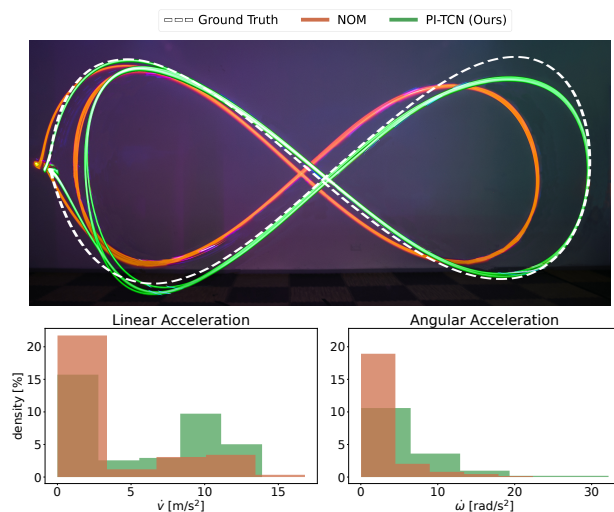 Ground Truth NOM PI-TCN (Ours)
Linear Acceleration Angular Acceleration
density [%]
20
15
10
5
0
0 5 10 15
v̇ [m/s²]
20
15
10
5
0
0 10 20 30
ω̇ [rad/s²]